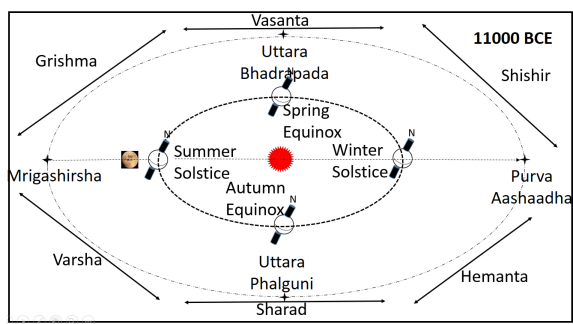 Vasanta
11000 BCE
Uttara
Bhadrapada
Grishma
Shishir
N
Spring
Equinox
N
Summer
Solstice
N
Winter
Solstice
Mrigashirsha
Purva
Aashaadha
Autumn
Equinox
N
Varsha
Uttara
Phalguni
Hemanta
Sharad